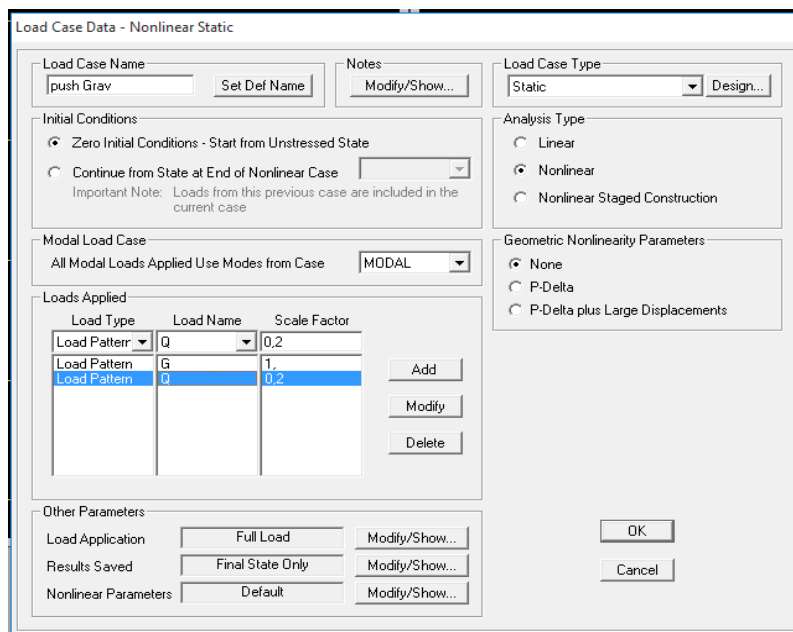 Load Case Data - Nonlinear Static
Load Case Name
push Grav
Set Def Name
Notes
Modify/Show...
Load Case Type
Static
Design...
Initial Conditions
Zero Initial Conditions - Start from Unstressed State
Continue from State at End of Nonlinear Case
Important Note: Loads from this previous case are included in the
current case
Analysis Type
Linear
Nonlinear
Nonlinear Staged Construction
Modal Load Case
All Modal Loads Applied Use Modes from Case
MODAL
Geometric Nonlinearity Parameters
None
P-Delta
P-Delta plus Large Displacements
Loads Applied
Load Type Load Name Scale Factor
Load Pattern Q 0,2
Load Pattern G 1,
Load Pattern Q 0,2
Add
Modify
Delete
Other Parameters
Load Application Full Load Modify/Show...
Results Saved Final State Only Modify/Show...
Nonlinear Parameters Default Modify/Show...
OK
Cancel